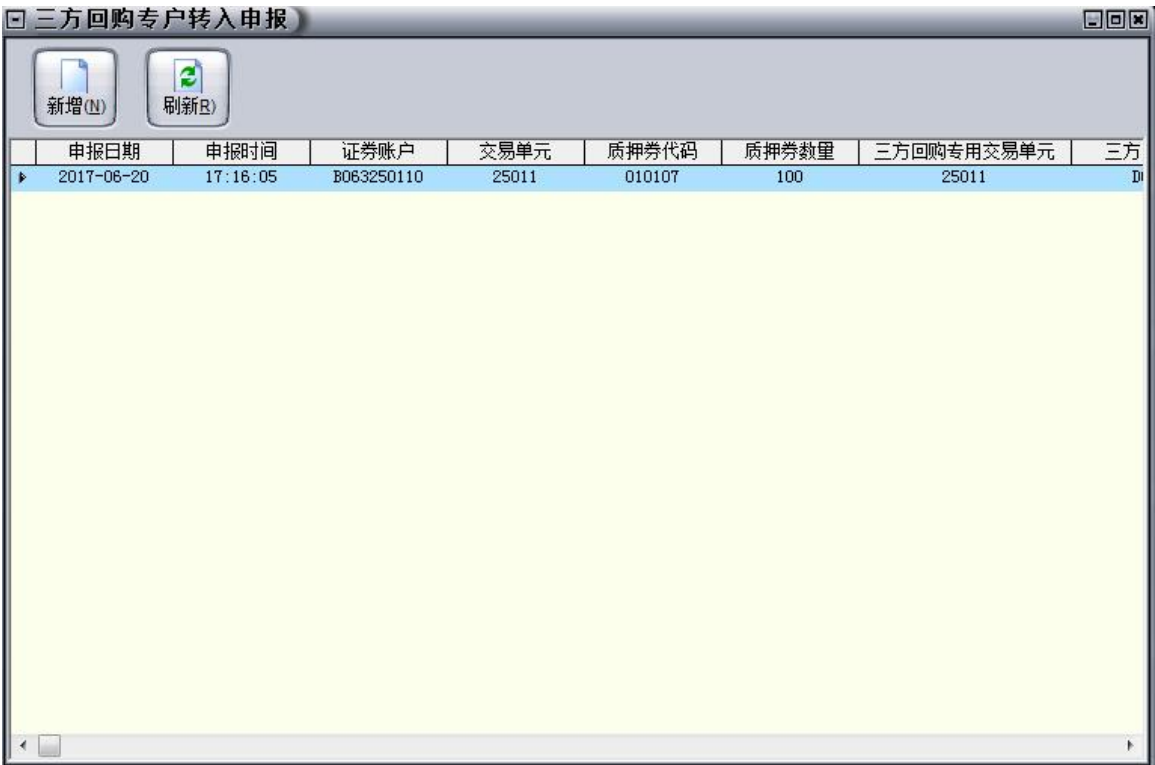 三方回购专户转入申报
新增(N) 刷新R)
申报日期 申报时间 证券账户 交易单元 质押券代码 质押券数量 三方回购专用交易单元 三方
2017-06-20 17:16:05 B063250110 25011 010107 100 25011